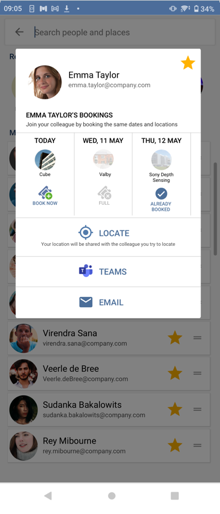 09:05
34%
Search people and places
Emma Taylor
emma.taylor@company.com
EMMA TAYLOR'S BOOKINGS
Join your colleague by booking the same dates and locations
TODAY WED, 11 MAY THU, 12 MAY
Cube Valby Sony Depth Sensing
BOOK NOW FULL ALREADY BOOKED
LOCATE
Your location will be shared with the colleague you try to locate
TEAMS
EMAIL
Virendra Sana
virendra.sana@company.com
Veerle de Bree
Veerle.deBree@company.com
Sudanka Bakalowits
sudanka.bakalowits@company.com
Rey Mibourne
rey.mibourne@company.com